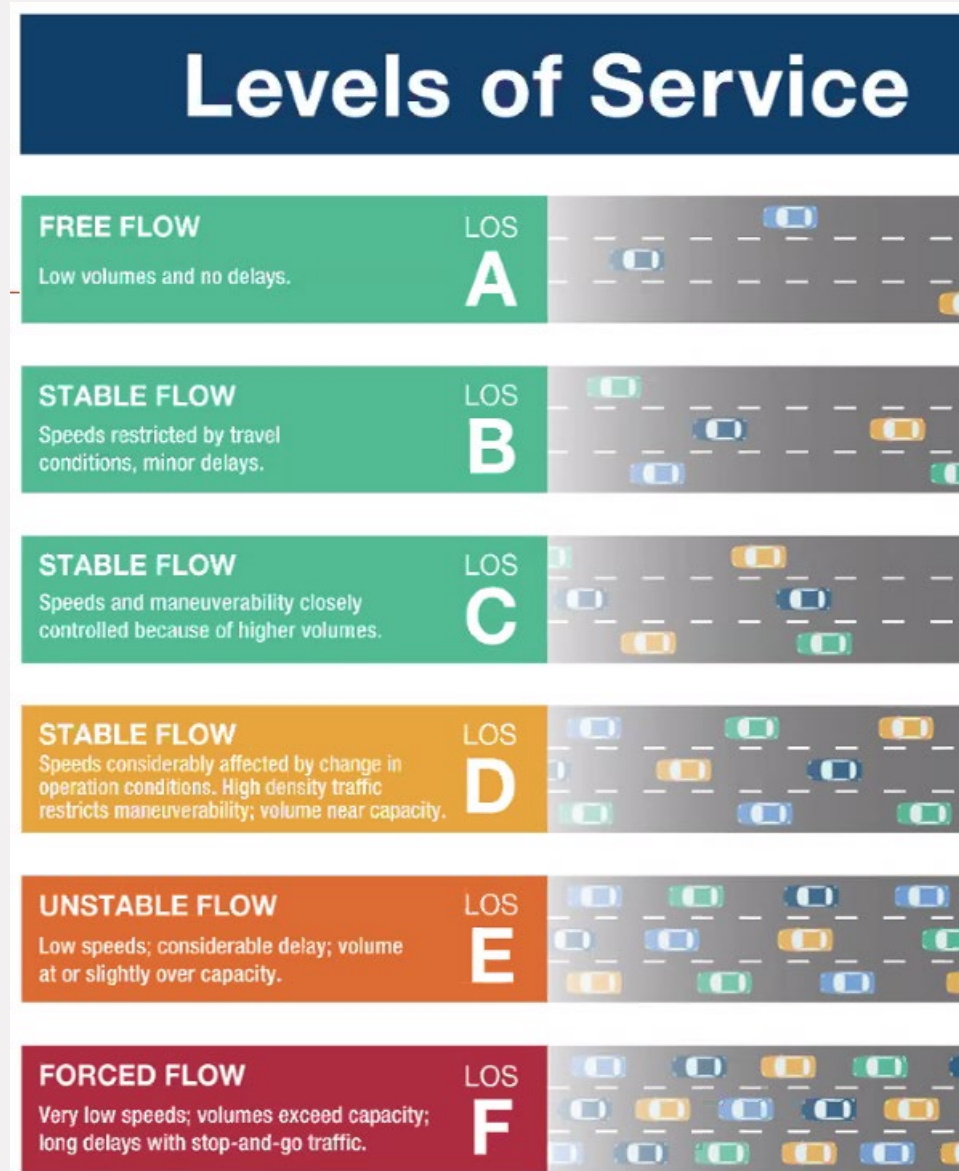 Levels of Service
FREE FLOW
LOS
A
Low volumes and no delays.
STABLE FLOW
LOS
B
Speeds restricted by travel
conditions, minor delays.
STABLE FLOW
LOS
C
Speeds and maneuverability closely
controlled because of higher volumes.
STABLE FLOW
LOS
D
Speeds considerably affected by change in
operation conditions. High density traffic
restricts maneuverability; volume near capacity.
UNSTABLE FLOW
LOS
E
Low speeds; considerable delay; volume
at or slightly over capacity.
FORCED FLOW
LOS
F
Very low speeds; volumes exceed capacity;
long delays with stop-and-go traffic.